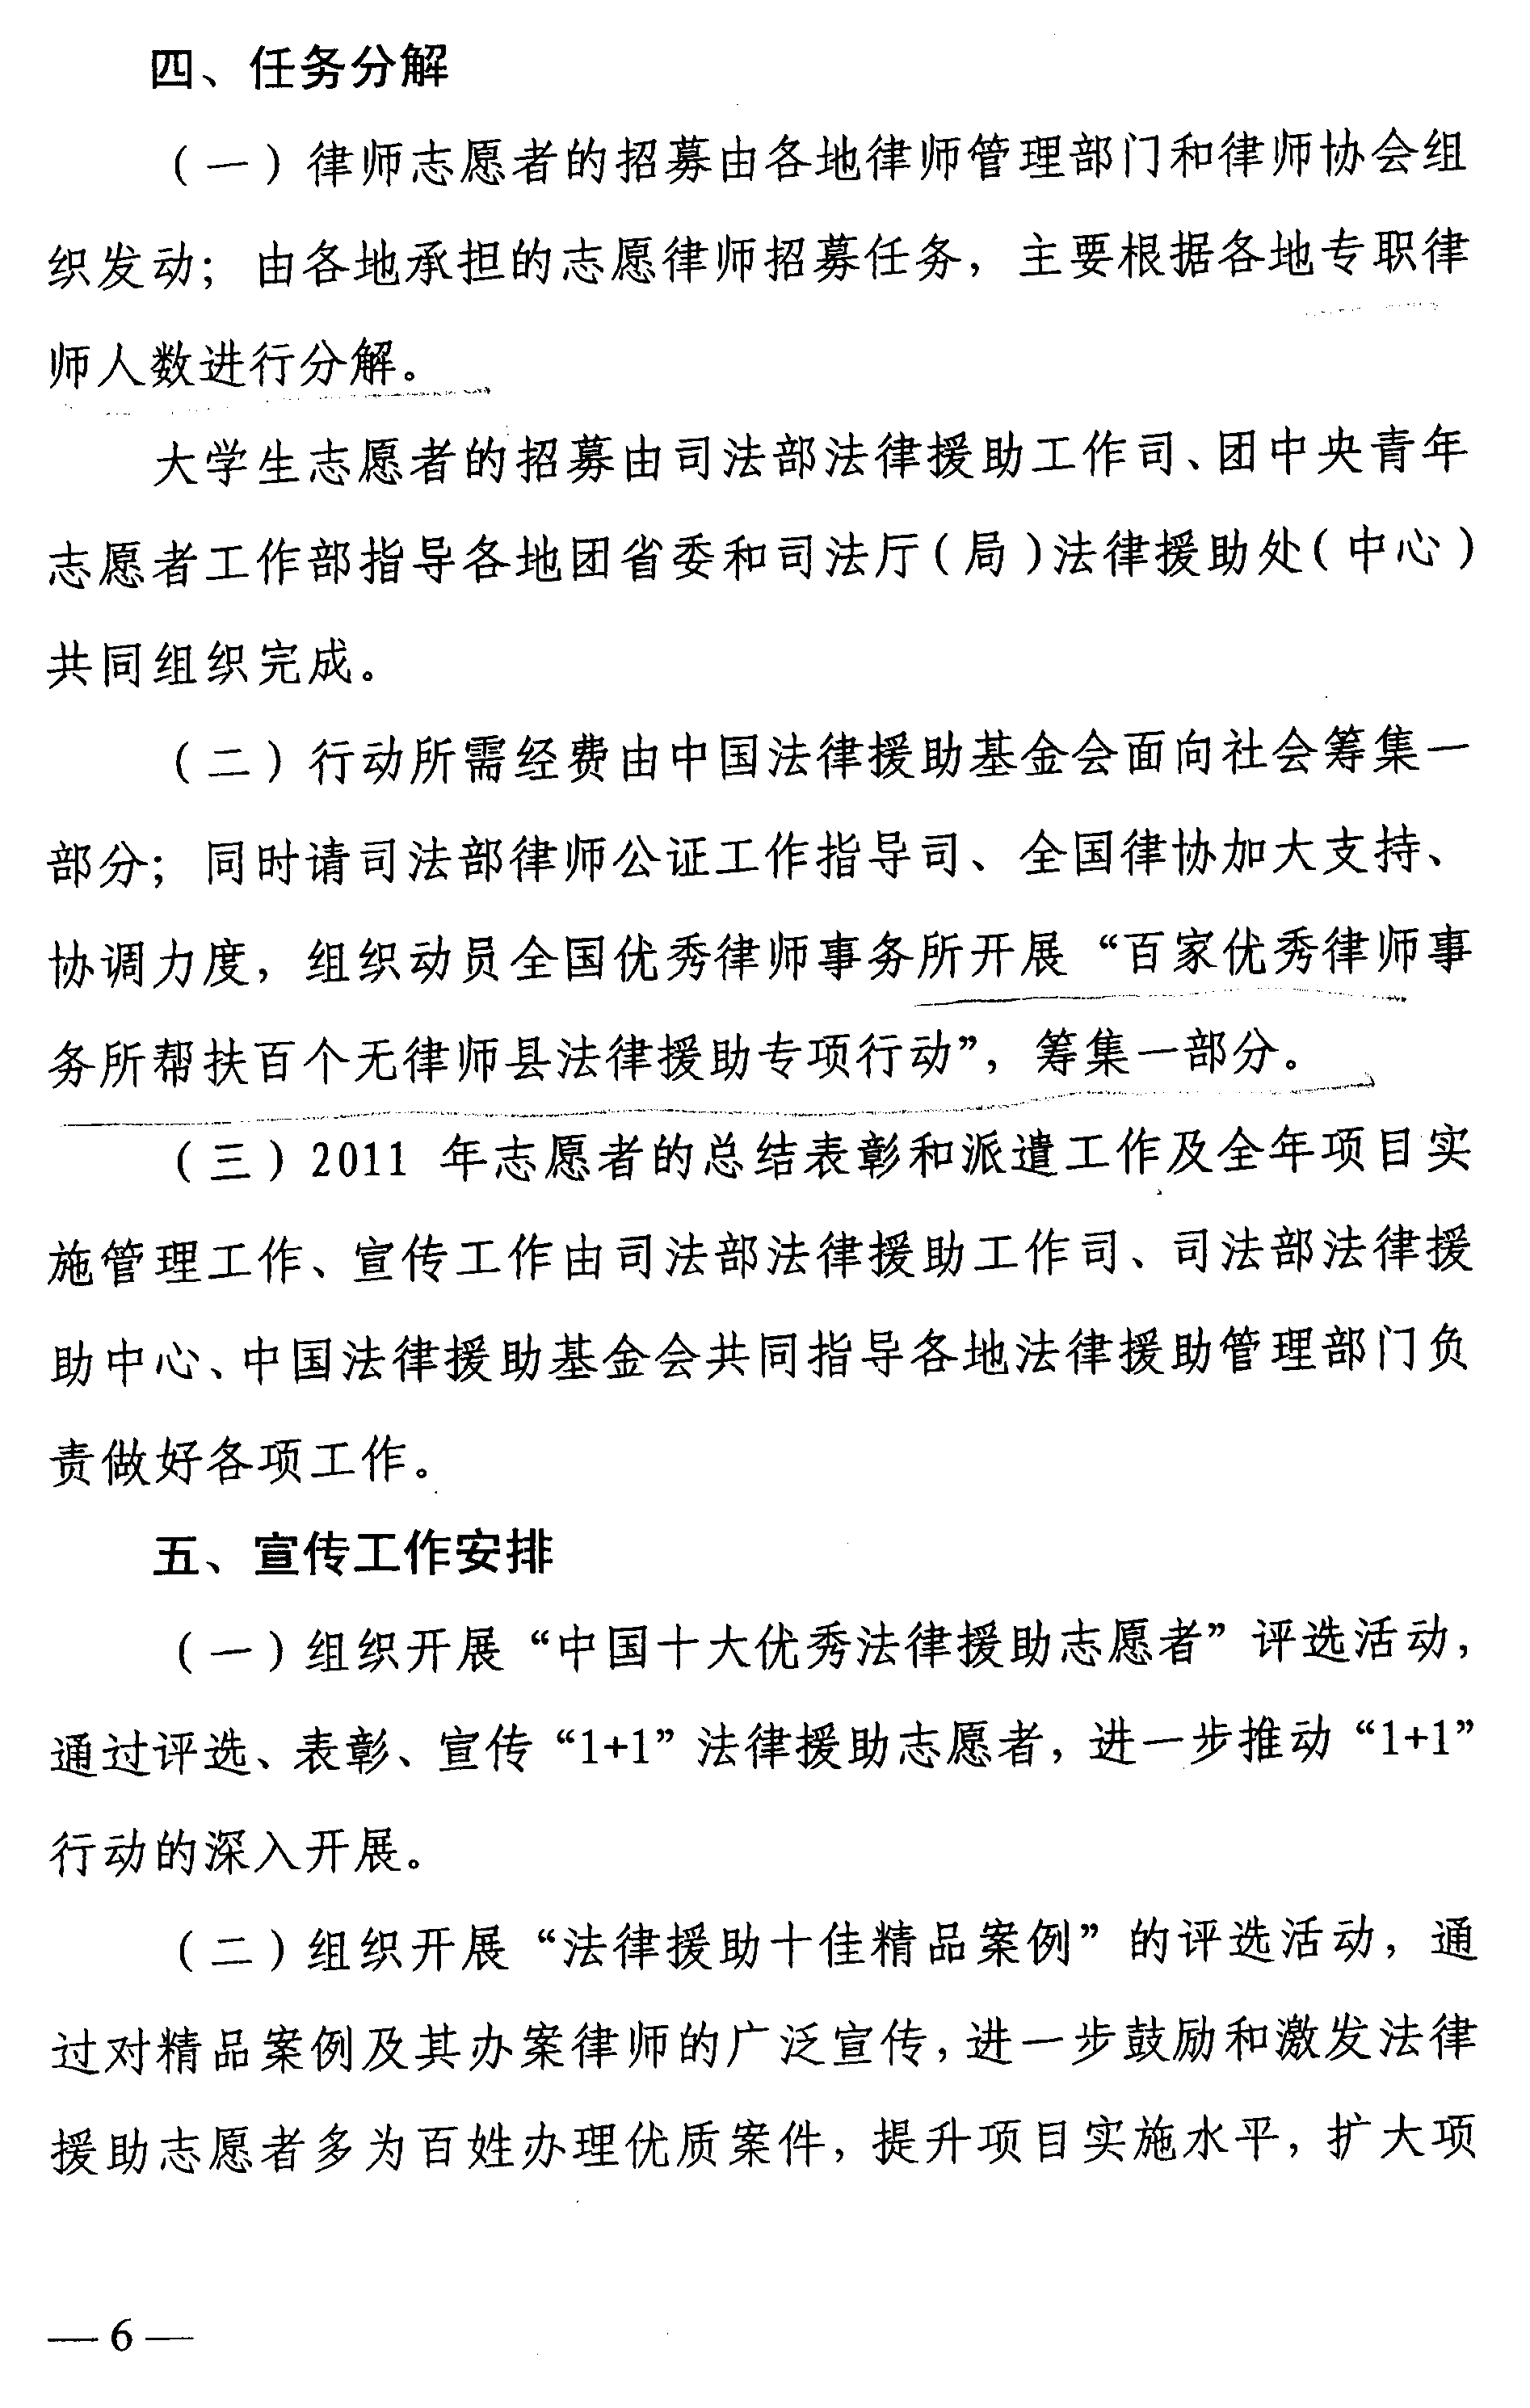 四、任务分解
（一）律师志愿者的招募由各地律师管理部门和律师协会组
织发动；由各地承担的志愿律师招募任务，主要根据各地专职律
师人数进行分解。
大学生志愿者的招募由司法部法律援助工作司、团中央青年
志愿者工作部指导各地团省委和司法厅（局）法律援助处（中心）
共同组织完成。
（二）行动所需经费由中国法律援助基金会面向社会筹集一
部分；同时请司法部律师公证工作指导司、全国律协加大支持、
协调力度，组织动员全国优秀律师事务所开展“百家优秀律师事
务所帮扶百个无律师县法律援助专项行动”，筹集一部分。
（三）2011 年志愿者的总结表彰和派遣工作及全年项目实
施管理工作、宣传工作由司法部法律援助工作司、司法部法律援
助中心、中国法律援助基金会共同指导各地法律援助管理部门负
责做好各项工作。
五、宣传工作安排
（一）组织开展“中国十大优秀法律援助志愿者”评选活动，
通过评选、表彰、宣传“1+1”法律援助志愿者，进一步推动“1+1”
行动的深入开展。
（二）组织开展“法律援助十佳精品案例”的评选活动，通
过对精品案例及其办案律师的广泛宣传，进一步鼓励和激发法律
援助志愿者多为百姓办理优质案件，提升项目实施水平，扩大项
— 6 —